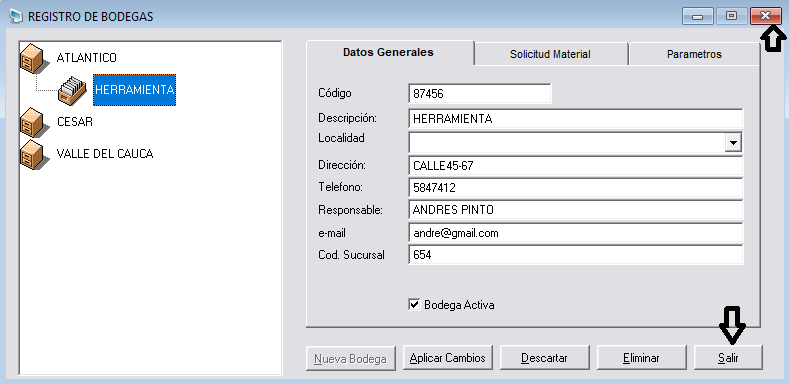 REGISTRO DE BODEGAS
ATLANTICO
HERRAMIENTA
CESAR
VALLE DEL CAUCA
Datos Generales
Solicitud Material
Parametros
Código
87456
Descripción:
HERRAMIENTA
Localidad
Dirección:
CALLE45-67
Telefono:
5847412
Responsable:
ANDRES PINTO
e-mail
andre@gmail.com
Cod. Sucursal
654
Bodega Activa
Nueva Bodega
Aplicar Cambios
Descartar
Eliminar
Salir